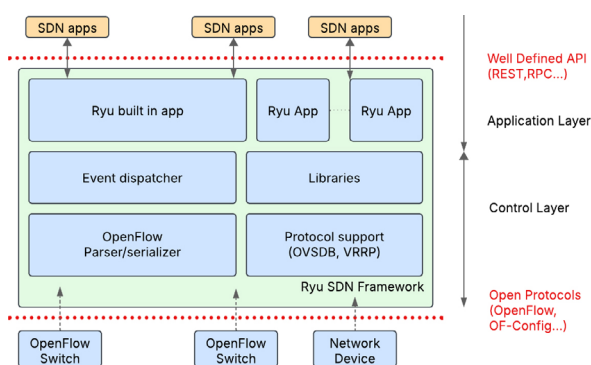 SDN apps
SDN apps
SDN apps
Well Defined API
(REST,RPC...)
Ryu built in app
Ryu App
Ryu App
Application Layer
Event dispatcher
Libraries
Control Layer
OpenFlow
Parser/serializer
Protocol support
(OVSDB, VRRP)
Ryu SDN Framework
Open Protocols
(OpenFlow,
OF-Config...)
OpenFlow
Switch
OpenFlow
Switch
Network
Device